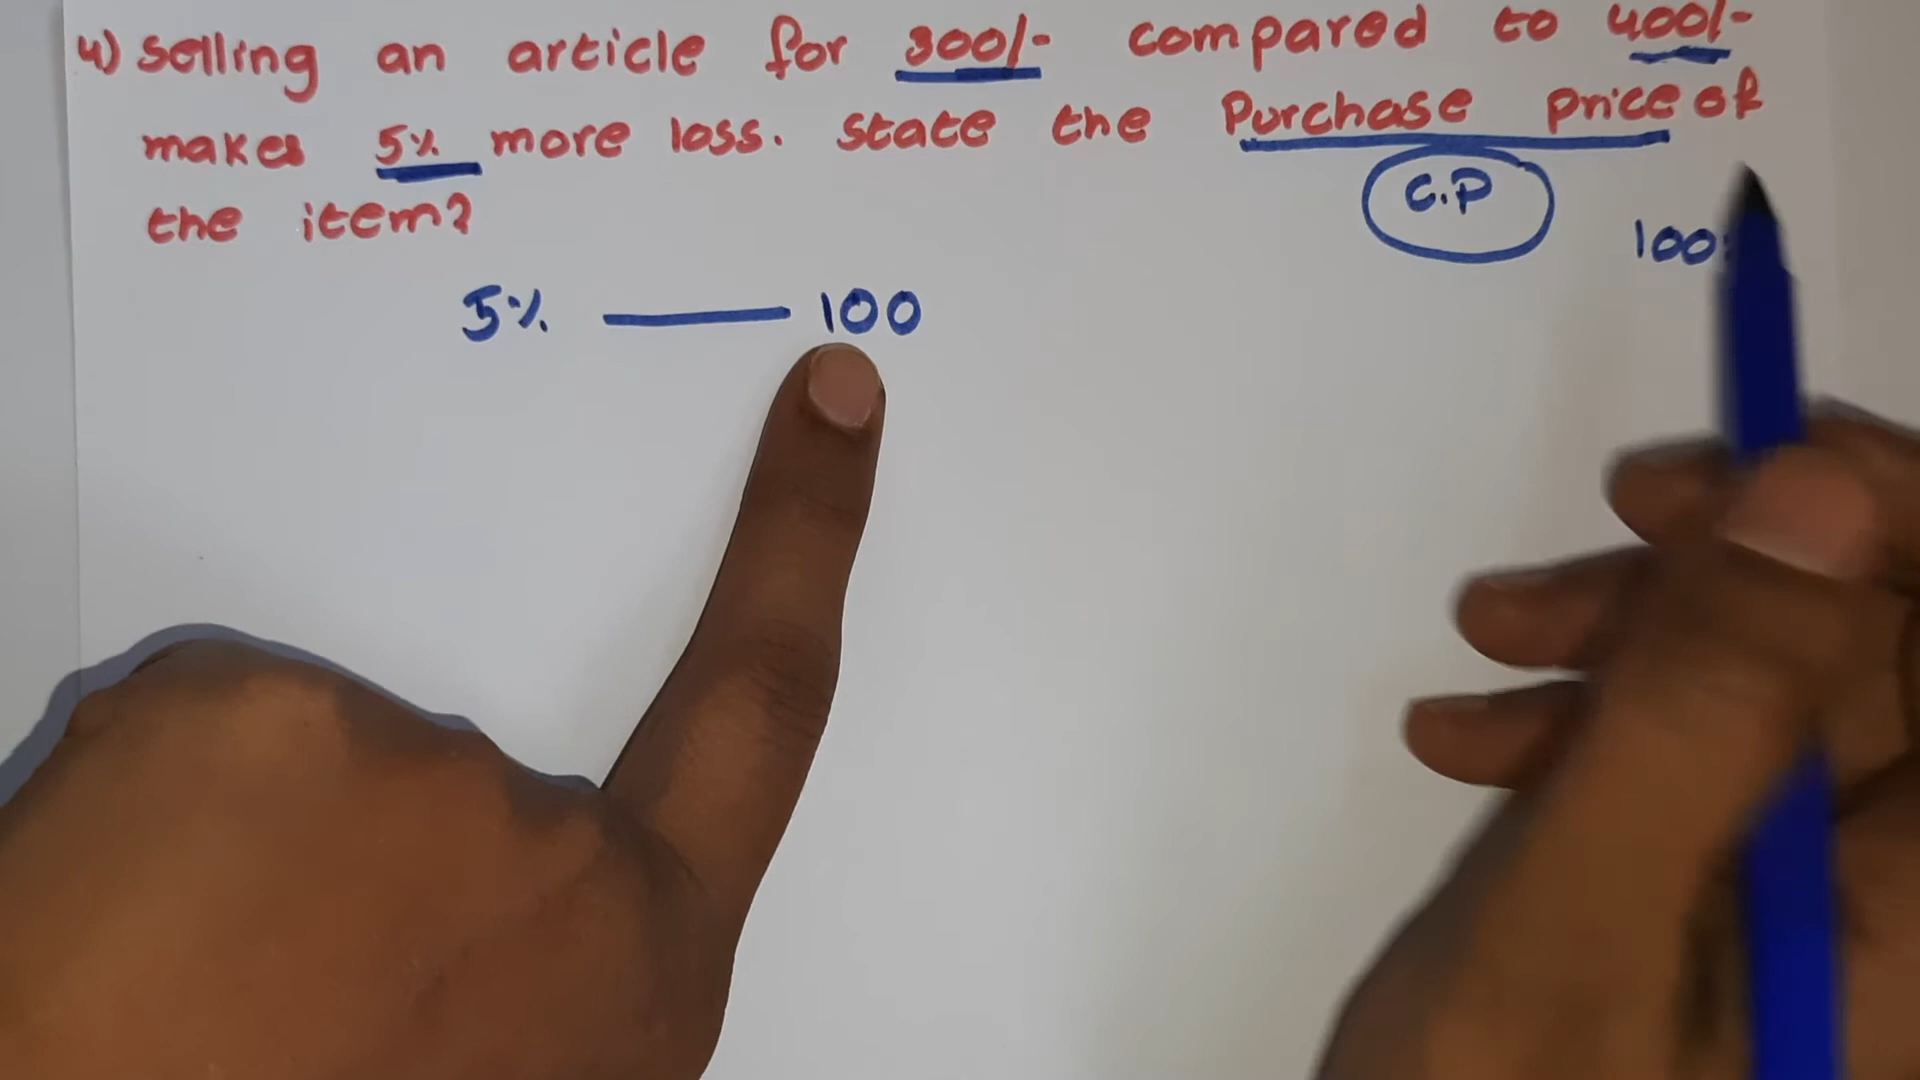 4) Selling an article for 300/- compared to 400/-
makes 5% more loss. state the Purchase price of
the item?
C.P
100
5% — 100